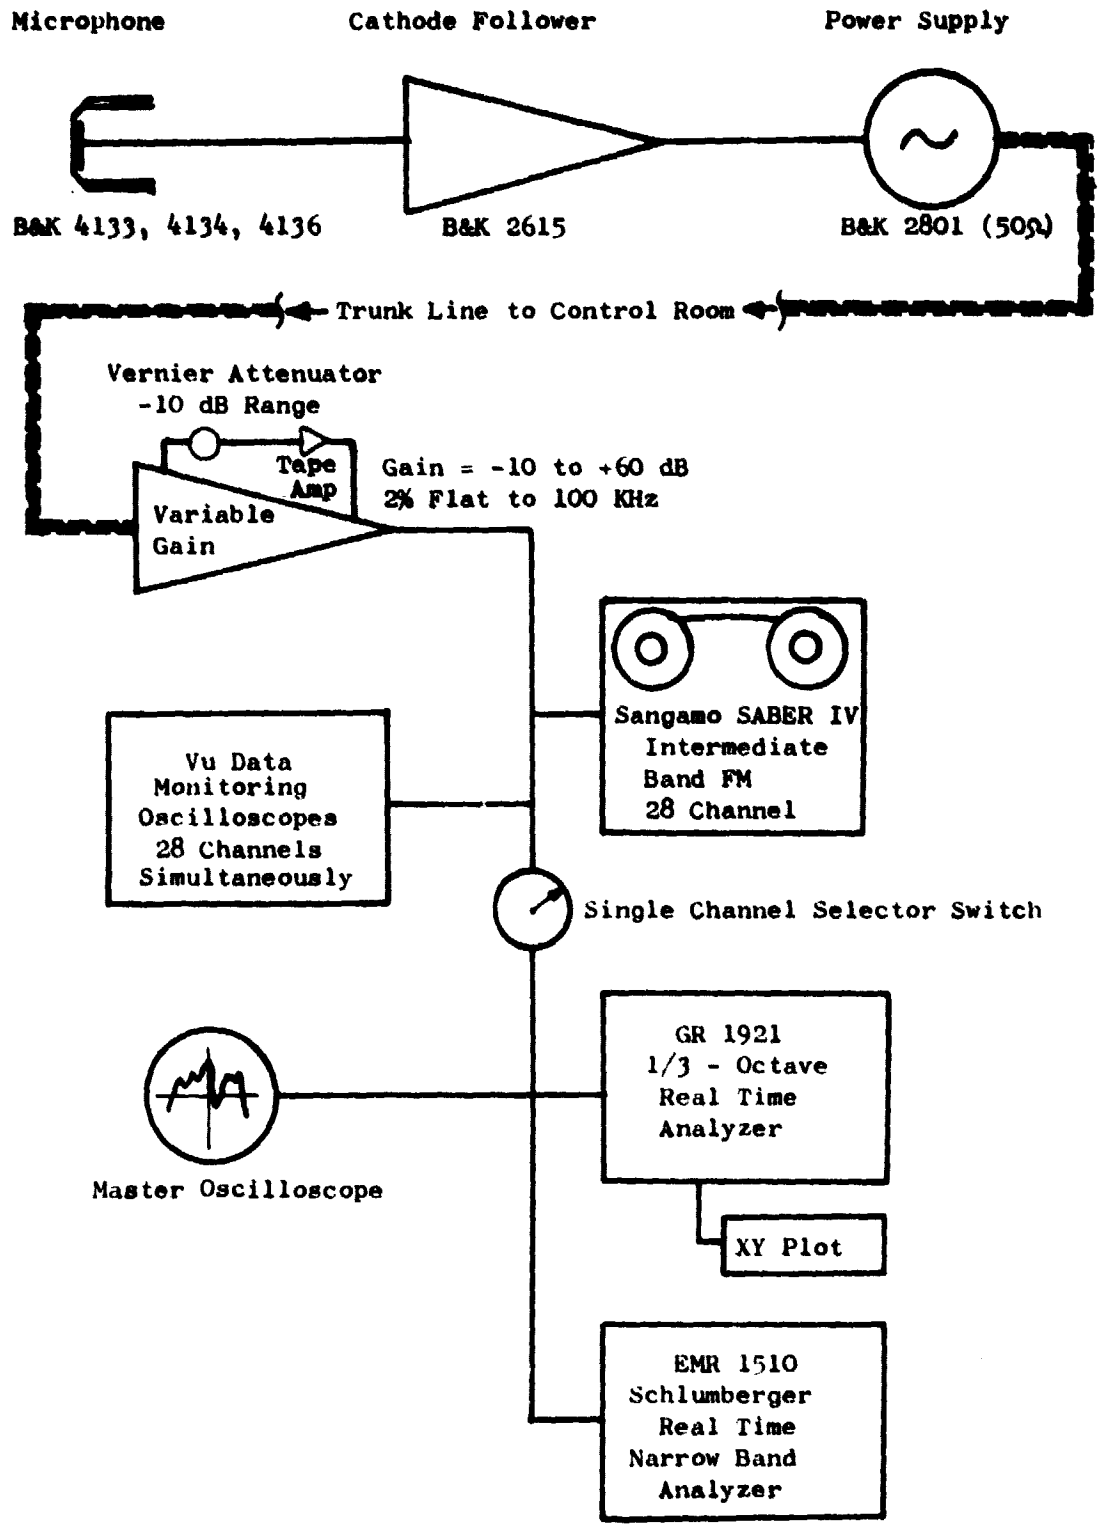 Microphone
Cathode Follower
Power Supply
B&K 4133, 4134, 4136
B&K 2615
B&K 2801 (50Ω)
Trunk Line to Control Room
Vernier Attenuator
-10 dB Range
Tape
Amp
Gain = -10 to +60 dB
2% Flat to 100 KHz
Variable
Gain
Sangamo SABER IV
Intermediate
Band FM
28 Channel
Vu Data
Monitoring
Oscilloscopes
28 Channels
Simultaneously
Single Channel Selector Switch
GR 1921
1/3 - Octave
Real Time
Analyzer
Master Oscilloscope
XY Plot
EMR 1510
Schlumberger
Real Time
Narrow Band
Analyzer